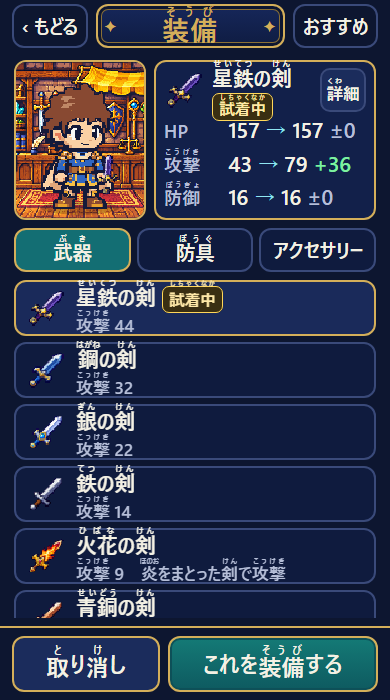 ‹ もどる
装備
おすすめ
星鉄の剣
試着中
詳細
HP 157 → 157 ±0
攻撃 43 → 79 +36
防御 16 → 16 ±0
武器
防具
アクセサリー
星鉄の剣 試着中
攻撃 44
鋼の剣
攻撃 32
銀の剣
攻撃 22
鉄の剣
攻撃 14
火花の剣
攻撃 9 炎をまとった剣で攻撃
青銅の剣
取り消し
これを装備する